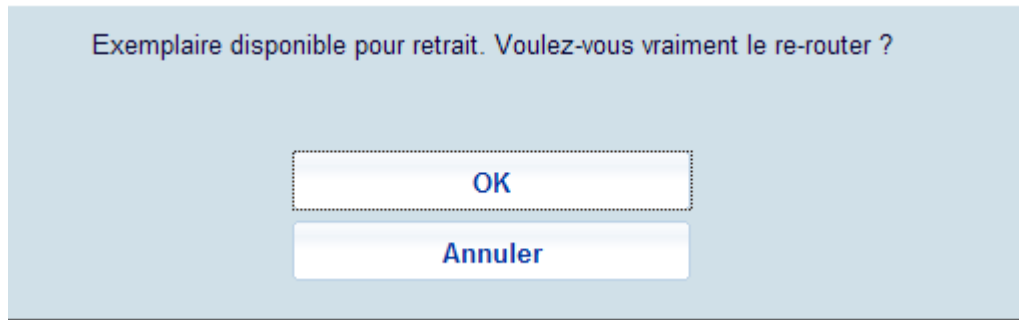 Exemplaire disponible pour retrait. Voulez-vous vraiment le re-router ?
OK
Annuler